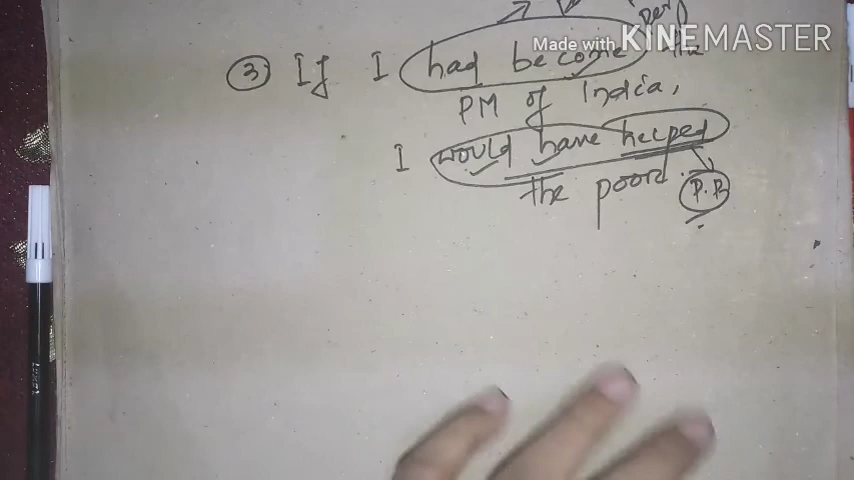 Made with KINEMASTER
③ If I had become the
PM of India,
I would have helped
the poor.
P.P.